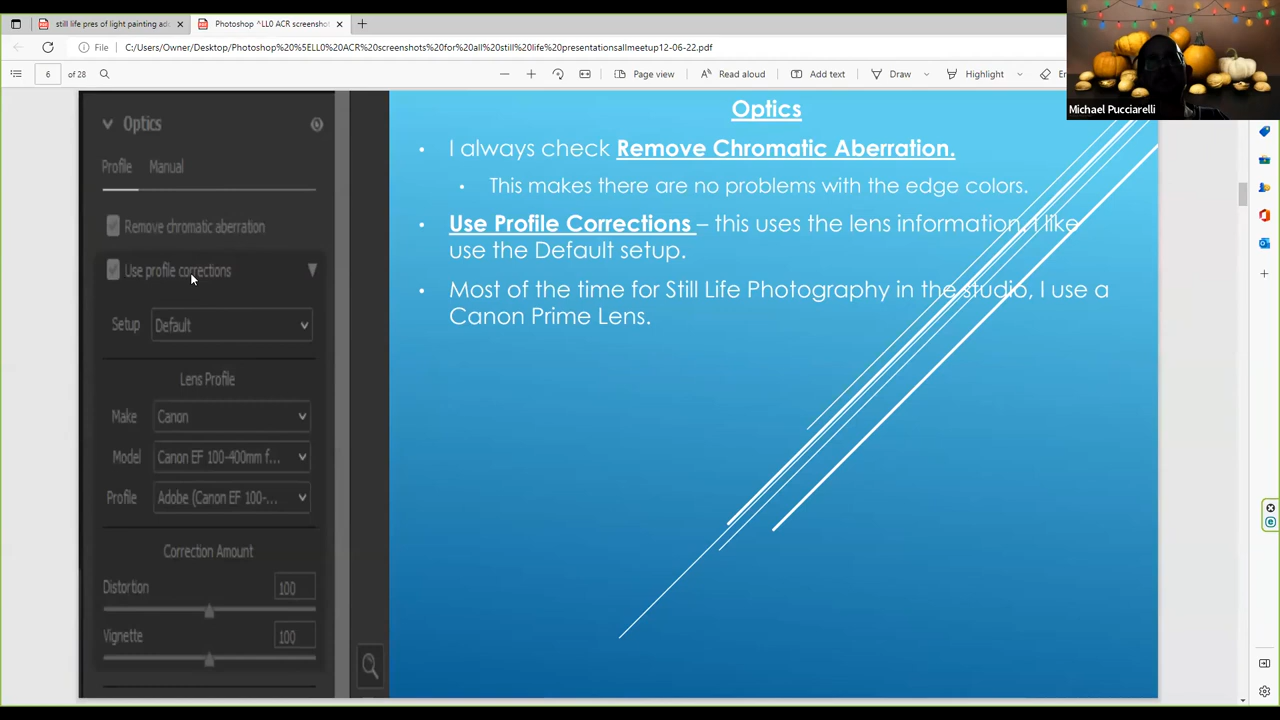 still life pres of light painting ad
Photoshop ^LL0 ACR screenshot
File
C:/Users/Owner/Desktop/Photoshop%20%5ELL0%20ACR%20screenshots%20for%20all%20still%20life%20presentationsallmeetup12-06-22.pdf
6
of 28
Page view
Read aloud
Add text
Draw
Highlight
Michael Pucciarelli
Optics
Profile
Manual
Remove chromatic aberration
Use profile corrections
Setup
Default
Lens Profile
Make
Canon
Model
Canon EF 100-400mm f...
Profile
Adobe (Canon EF 100-...
Correction Amount
Distortion
100
Vignette
100
Optics
• I always check Remove Chromatic Aberration.
• This makes there are no problems with the edge colors.
• Use Profile Corrections – this uses the lens information, I like
use the Default setup.
• Most of the time for Still Life Photography in the studio, I use a
Canon Prime Lens.